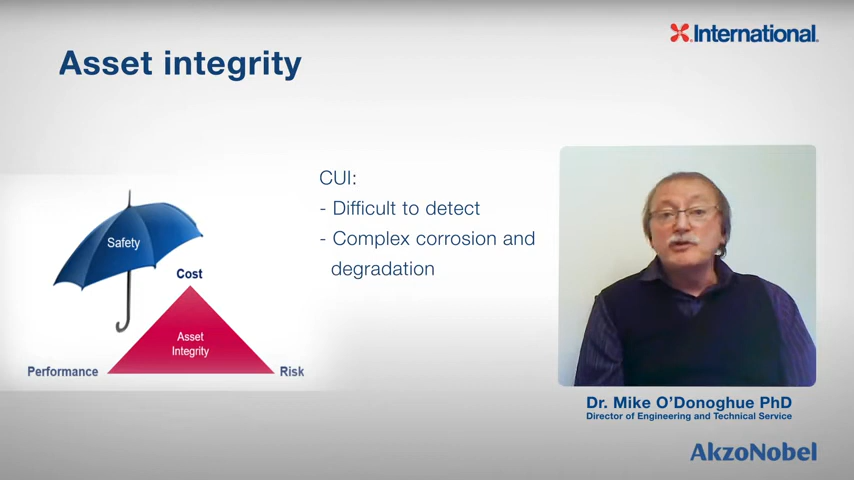 Asset integrity
International
CUI:
- Difficult to detect
- Complex corrosion and
degradation
Safety
Cost
Asset
Integrity
Performance
Risk
Dr. Mike O'Donoghue PhD
Director of Engineering and Technical Service
AkzoNobel